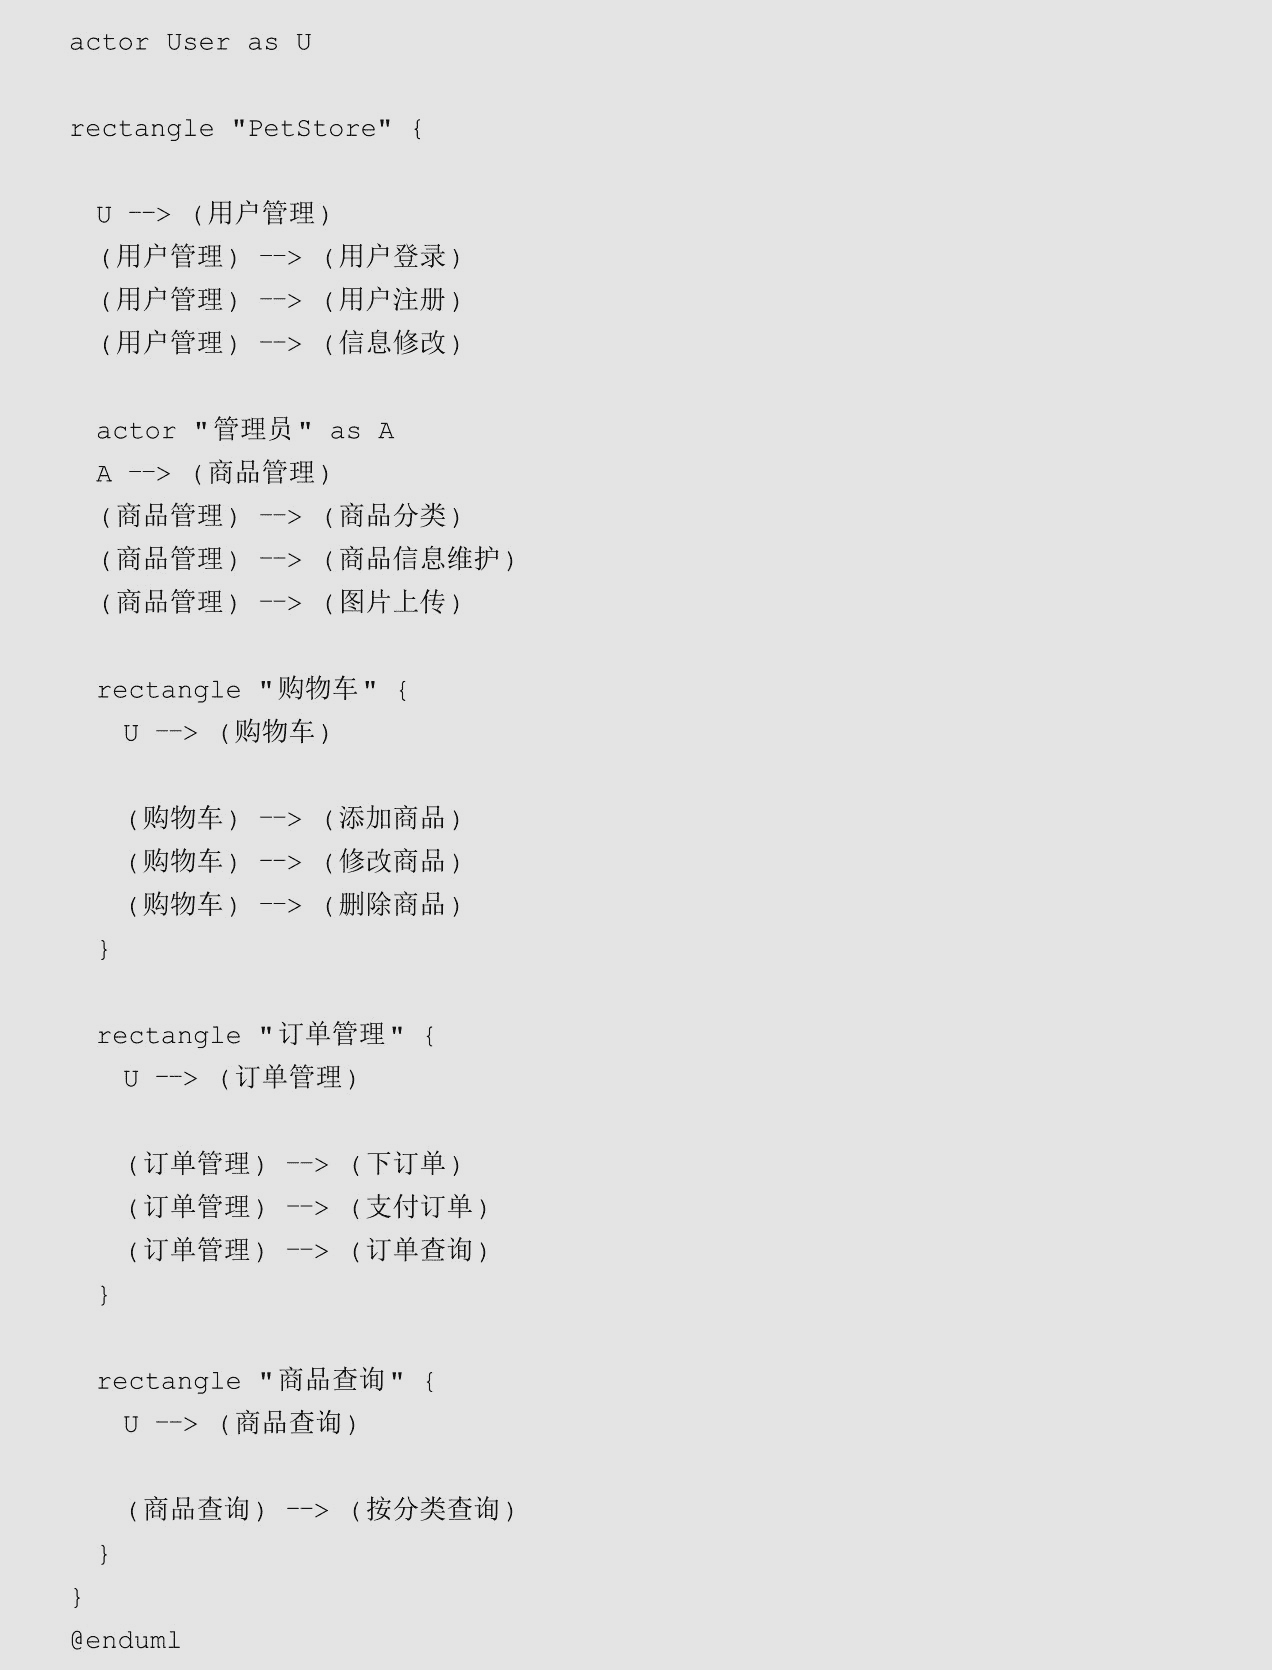 actor User as U
rectangle "PetStore" {
U --> (用户管理)
(用户管理) --> (用户登录)
(用户管理) --> (用户注册)
(用户管理) --> (信息修改)
actor "管理员" as A
A --> (商品管理)
(商品管理) --> (商品分类)
(商品管理) --> (商品信息维护)
(商品管理) --> (图片上传)
rectangle "购物车" {
U --> (购物车)
(购物车) --> (添加商品)
(购物车) --> (修改商品)
(购物车) --> (删除商品)
}
rectangle "订单管理" {
U --> (订单管理)
(订单管理) --> (下订单)
(订单管理) --> (支付订单)
(订单管理) --> (订单查询)
}
rectangle "商品查询" {
U --> (商品查询)
(商品查询) --> (按分类查询)
}
}
@enduml